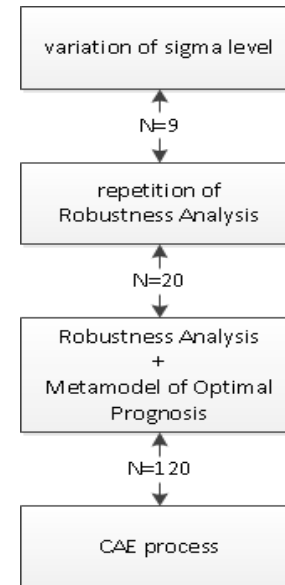 variation of sigma level
N=9
repetition of
Robustness Analysis
N=20
Robustness Analysis
+
Metamodel of Optimal
Prognosis
N=120
CAE process